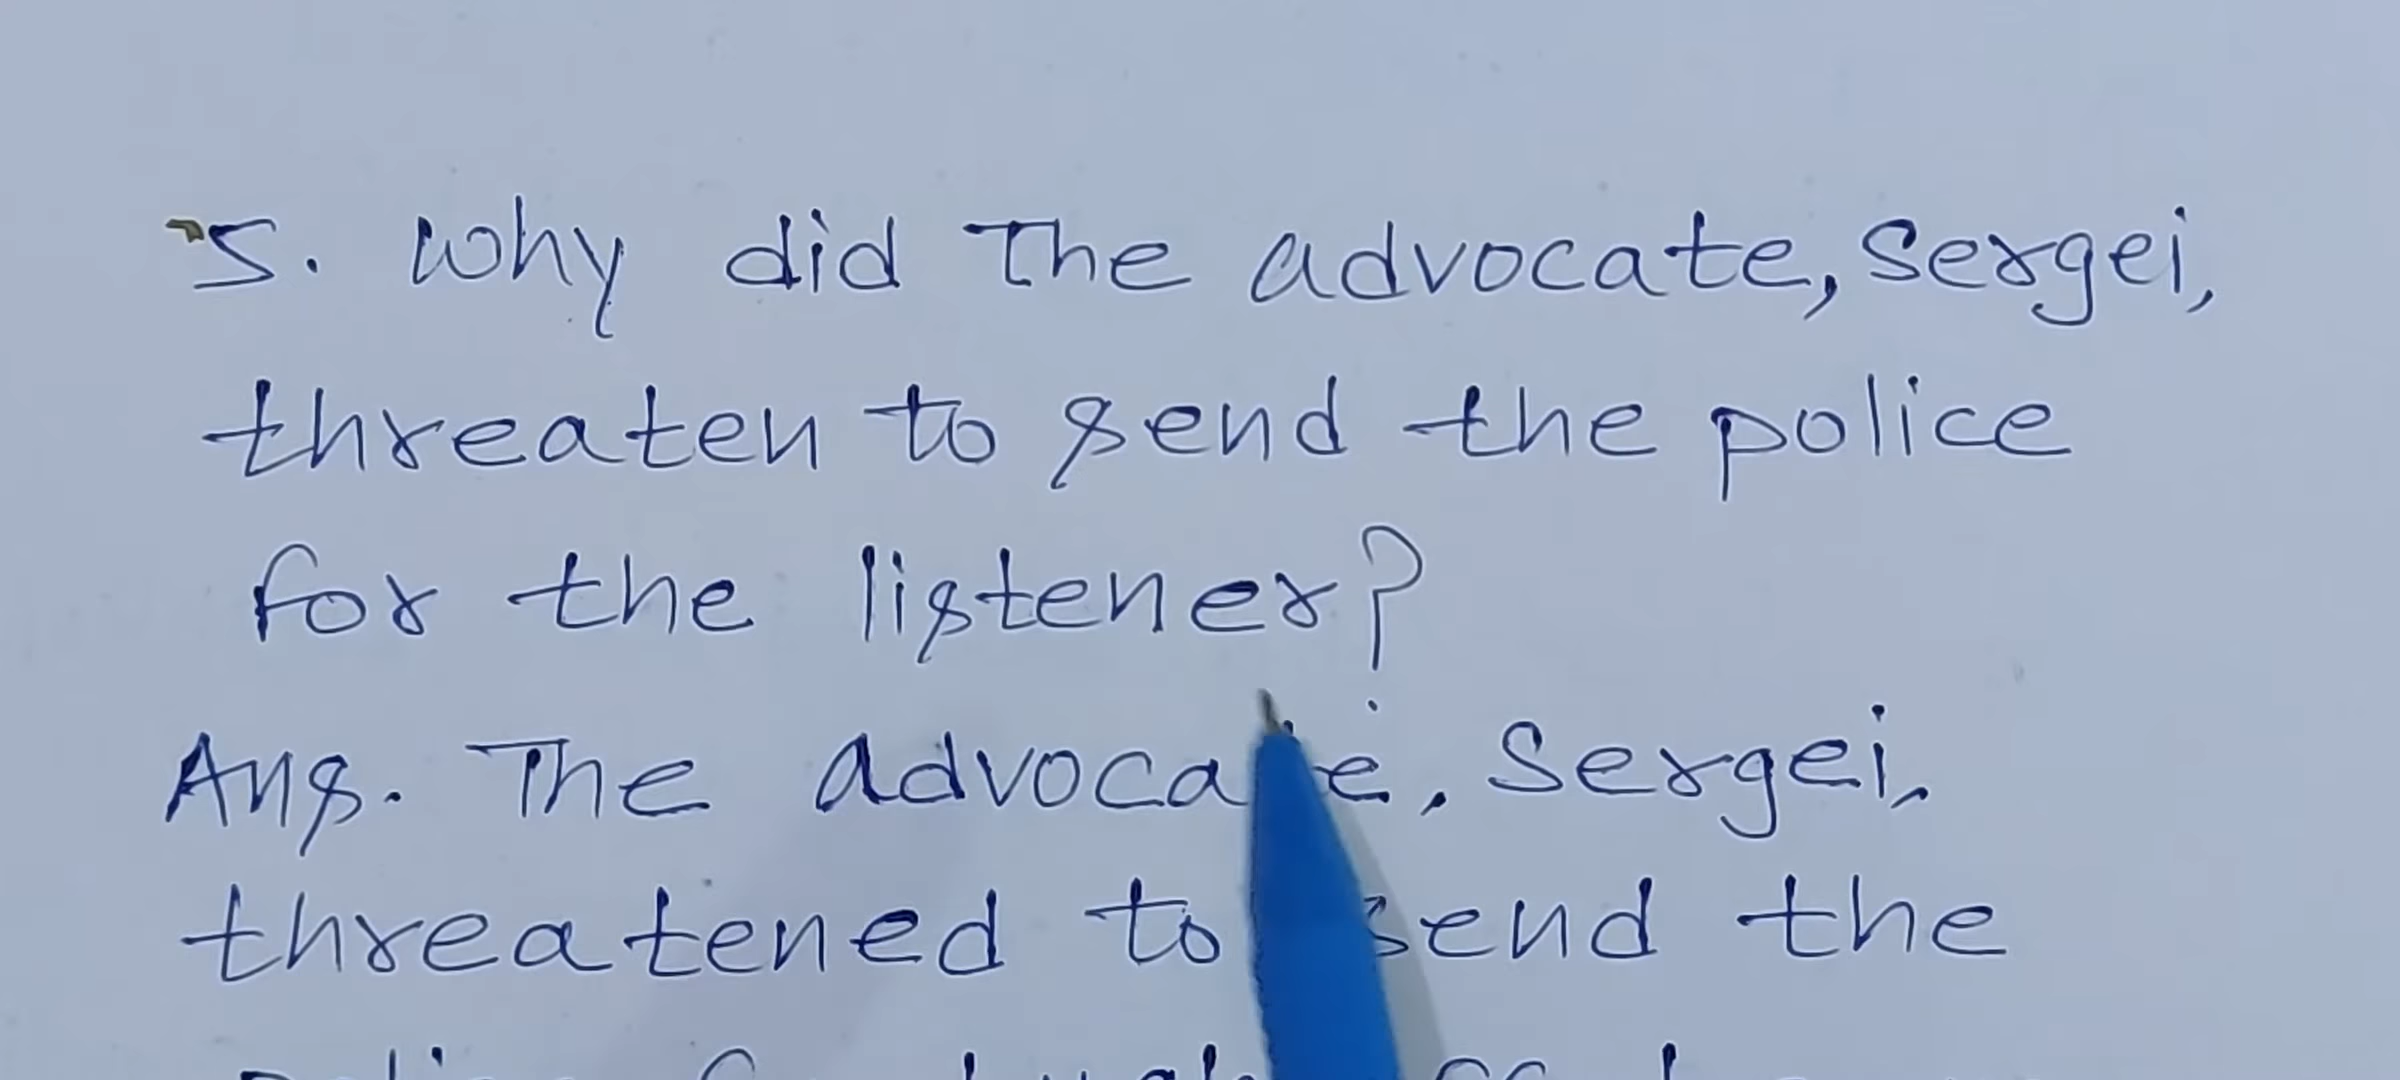 5. Why did The advocate, Sergei,
threaten to send the police
for the listener?
Ans. The advocate, Sergei,
threatened to send the